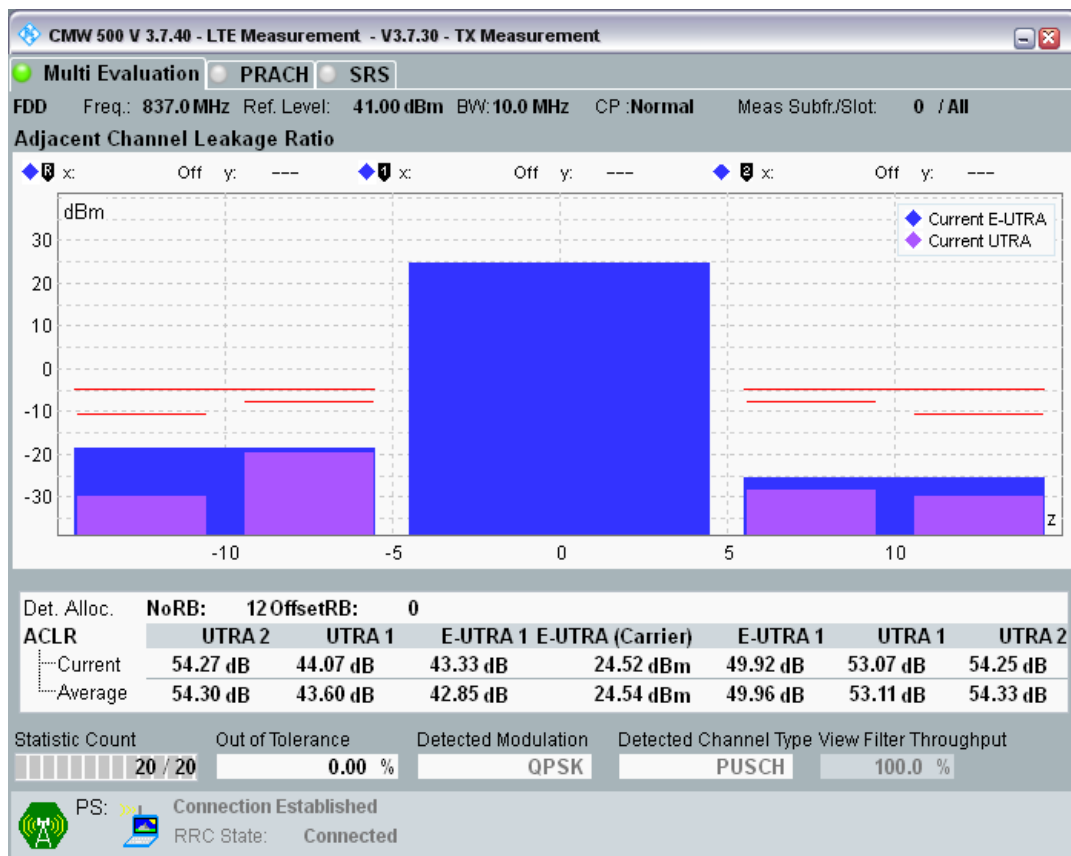 CMW 500 V 3.7.40 - LTE Measurement - V3.7.30 - TX Measurement
Multi Evaluation PRACH SRS
FDD Freq.: 837.0 MHz Ref. Level: 41.00 dBm BW: 10.0 MHz CP :Normal Meas Subfr./Slot: 0 / All
Adjacent Channel Leakage Ratio
R x: Off y: --- 1 x: Off y: --- 2 x: Off y: ---
dBm
Current E-UTRA
Current UTRA
30
20
10
0
-10
-20
-30
z
-10 -5 0 5 10
Det. Alloc. NoRB: 12 OffsetRB: 0
ACLR UTRA 2 UTRA 1 E-UTRA 1 E-UTRA (Carrier) E-UTRA 1 UTRA 1 UTRA 2
Current 54.27 dB 44.07 dB 43.33 dB 24.52 dBm 49.92 dB 53.07 dB 54.25 dB
Average 54.30 dB 43.60 dB 42.85 dB 24.54 dBm 49.96 dB 53.11 dB 54.33 dB
Statistic Count Out of Tolerance Detected Modulation Detected Channel Type View Filter Throughput
20 / 20 0.00 % QPSK PUSCH 100.0 %
PS: Connection Established
RRC State: Connected